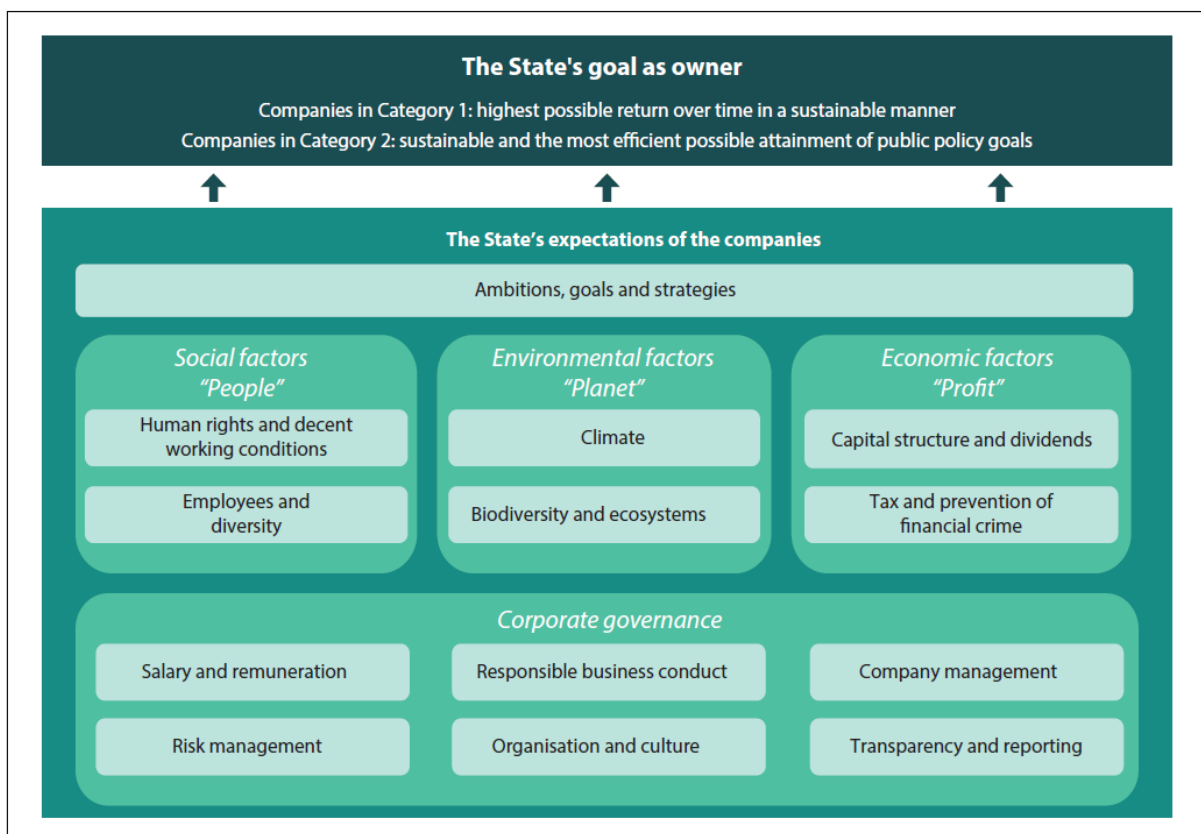 The State's goal as owner
Companies in Category 1: highest possible return over time in a sustainable manner
Companies in Category 2: sustainable and the most efficient possible attainment of public policy goals
The State’s expectations of the companies
Ambitions, goals and strategies
Social factors
“People”
Human rights and decent
working conditions
Employees and
diversity
Environmental factors
“Planet”
Climate
Biodiversity and ecosystems
Economic factors
“Profit”
Capital structure and dividends
Tax and prevention of
financial crime
Corporate governance
Salary and remuneration
Responsible business conduct
Company management
Risk management
Organisation and culture
Transparency and reporting